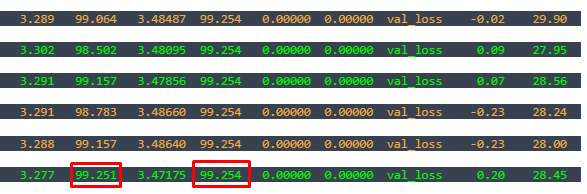 3.289 99.064 3.48487 99.254 0.00000 0.00000 val_loss -0.02 29.90
3.302 98.502 3.48095 99.254 0.00000 0.00000 val_loss 0.09 27.95
3.291 99.157 3.47856 99.254 0.00000 0.00000 val_loss 0.07 28.56
3.291 98.783 3.48660 99.254 0.00000 0.00000 val_loss -0.23 28.24
3.288 99.157 3.48640 99.254 0.00000 0.00000 val_loss -0.23 28.00
3.277 99.251 3.47175 99.254 0.00000 0.00000 val_loss 0.20 28.45